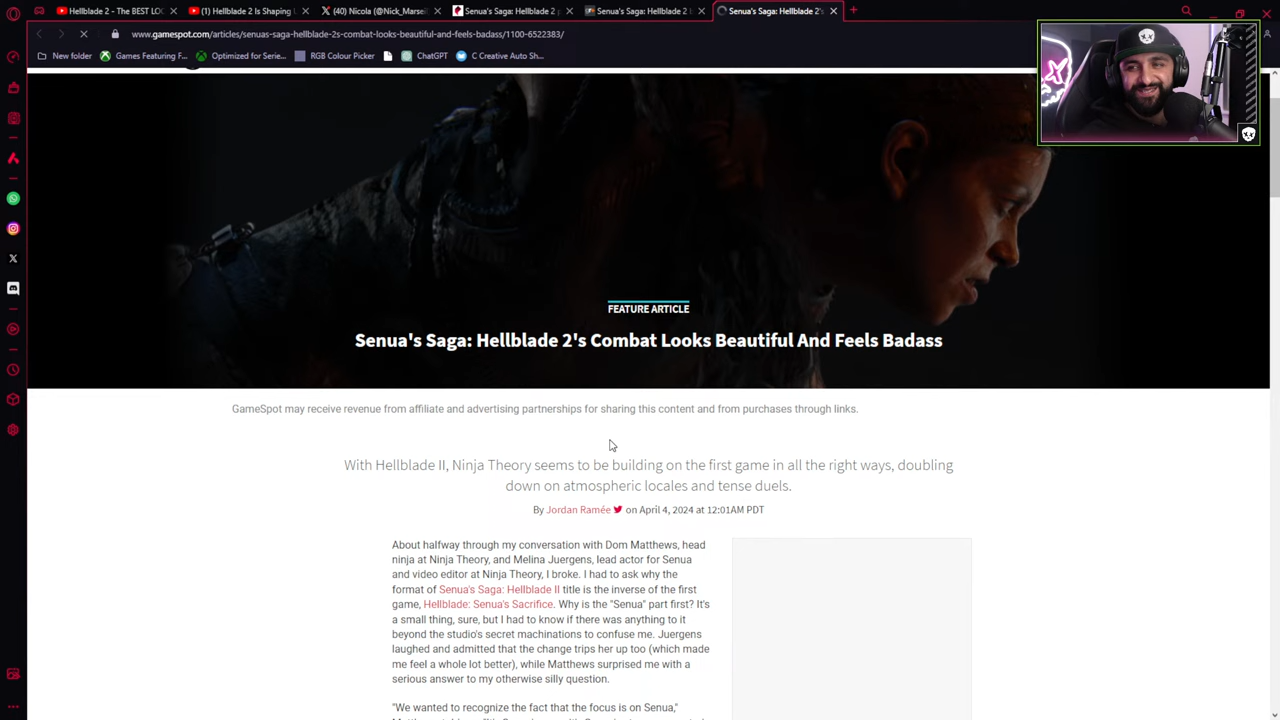 Hellblade 2 - The BEST LOO
(1) Hellblade 2 Is Shaping
(40) Nicola (@Nick_Marsei
Senua's Saga: Hellblade 2
Senua's Saga: Hellblade 2
Senua's Saga: Hellblade 2'
www.gamespot.com/articles/senuas-saga-hellblade-2s-combat-looks-beautiful-and-feels-badass/1100-6522383/
New folder
Games Featuring F...
Optimized for Serie...
RGB Colour Picker
ChatGPT
C Creative Auto Sh...
FEATURE ARTICLE
Senua's Saga: Hellblade 2's Combat Looks Beautiful And Feels Badass
GameSpot may receive revenue from affiliate and advertising partnerships for sharing this content and from purchases through links.
With Hellblade II, Ninja Theory seems to be building on the first game in all the right ways, doubling
down on atmospheric locales and tense duels.
By Jordan Ramée on April 4, 2024 at 12:01AM PDT
About halfway through my conversation with Dom Matthews, head
ninja at Ninja Theory, and Melina Juergens, lead actor for Senua
and video editor at Ninja Theory, I broke. I had to ask why the
format of Senua's Saga: Hellblade II title is the inverse of the first
game, Hellblade: Senua's Sacrifice. Why is the "Senua" part first? It's
a small thing, sure, but I had to know if there was anything to it
beyond the studio's secret machinations to confuse me. Juergens
laughed and admitted that the change trips her up too (which made
me feel a whole lot better), while Matthews surprised me with a
serious answer to my otherwise silly question.
"We wanted to recognize the fact that the focus is on Senua,"